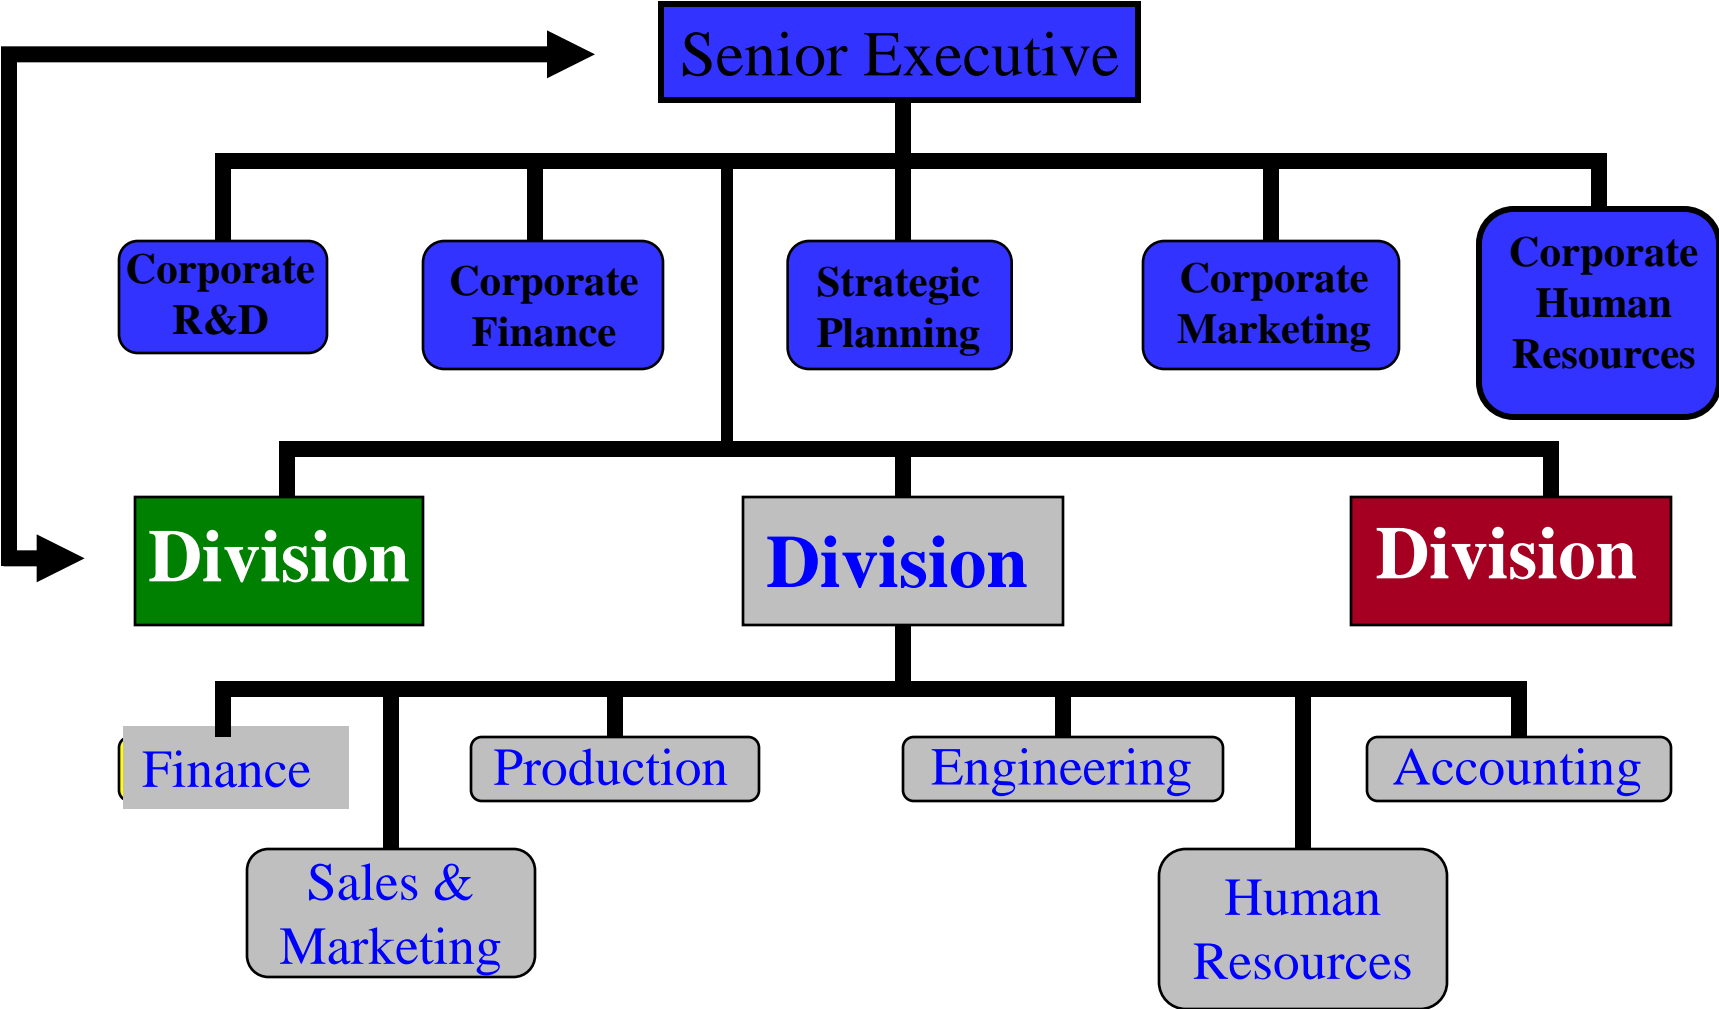 Senior Executive
Corporate
R&D
Corporate
Finance
Strategic
Planning
Corporate
Marketing
Corporate
Human
Resources
Division
Division
Division
Finance
Production
Engineering
Accounting
Sales &
Marketing
Human
Resources